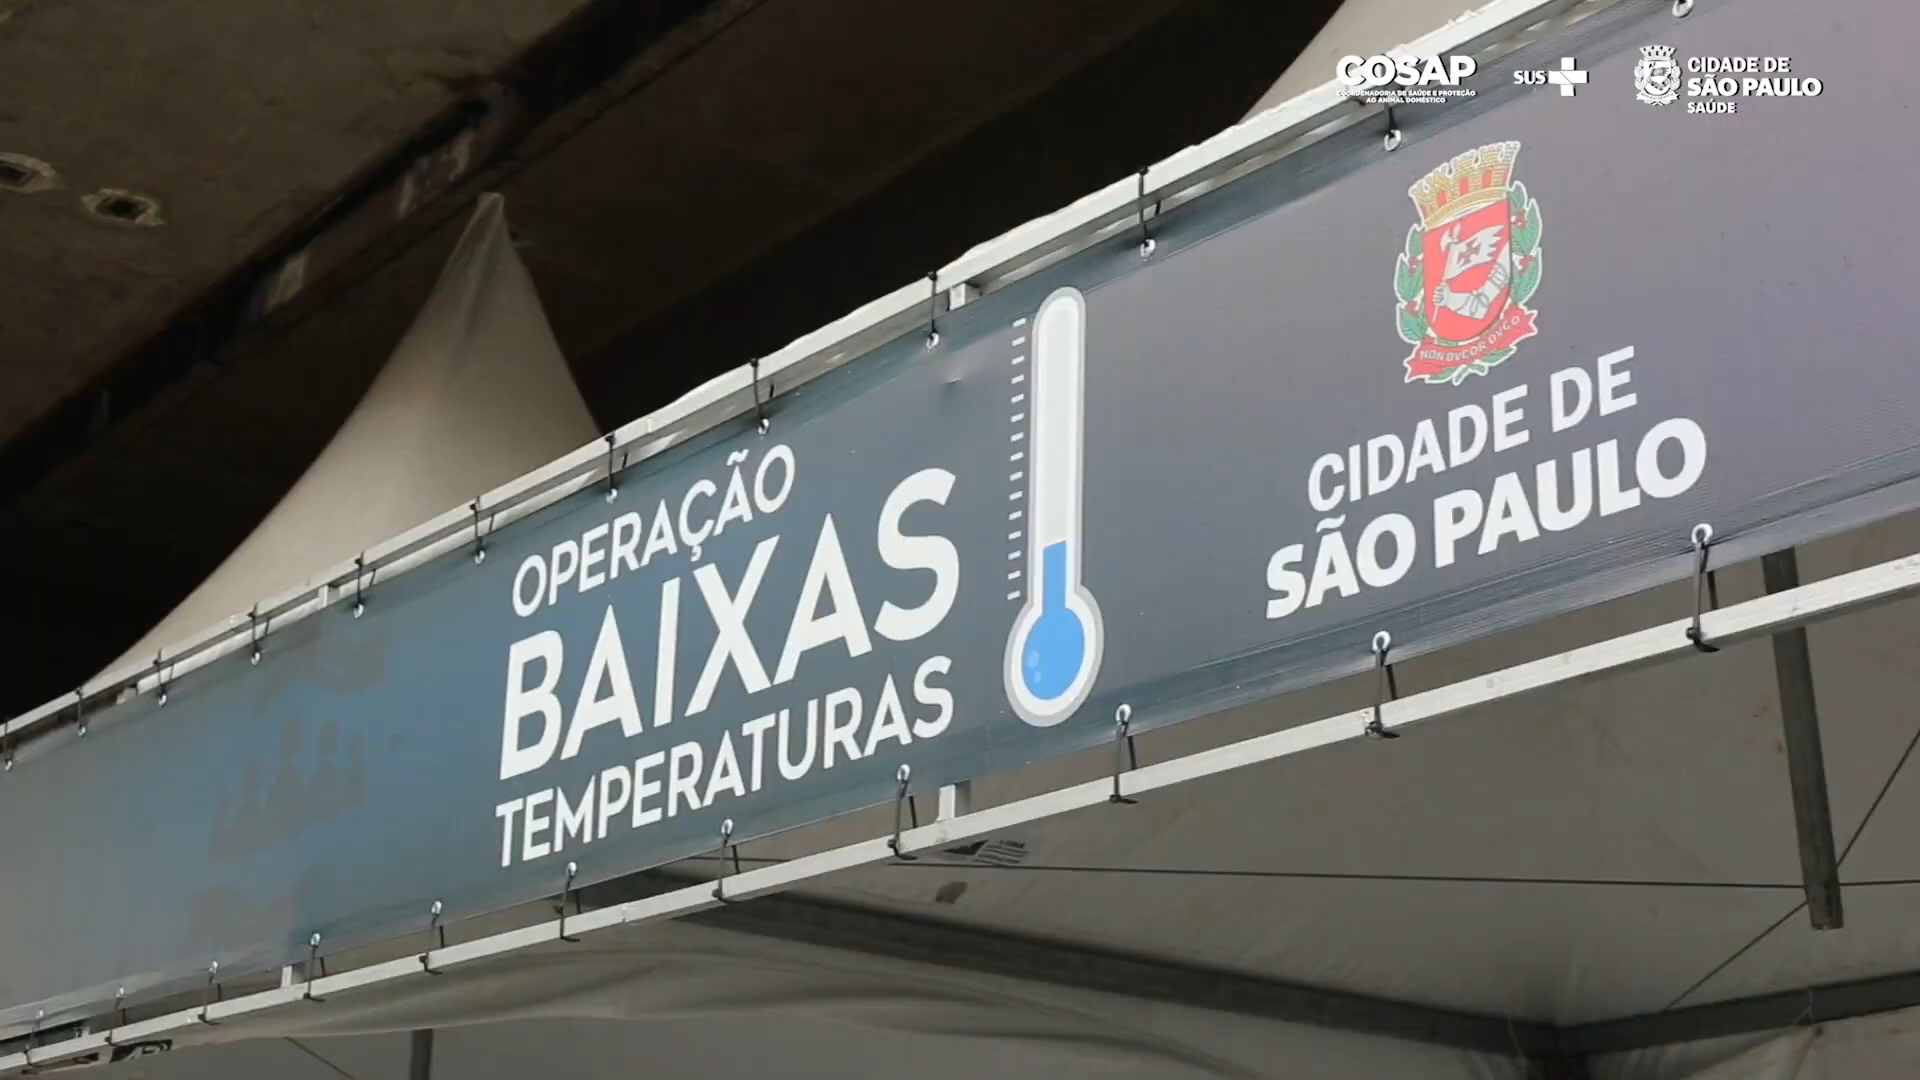 COSAP
COORDENADORIA DE SAÚDE E PROTEÇÃO
AO ANIMAL DOMÉSTICO
SUS
CIDADE DE
SÃO PAULO
SAÚDE
OPERAÇÃO
BAIXAS
TEMPERATURAS
NON DVCOR DVCO
CIDADE DE
SÃO PAULO